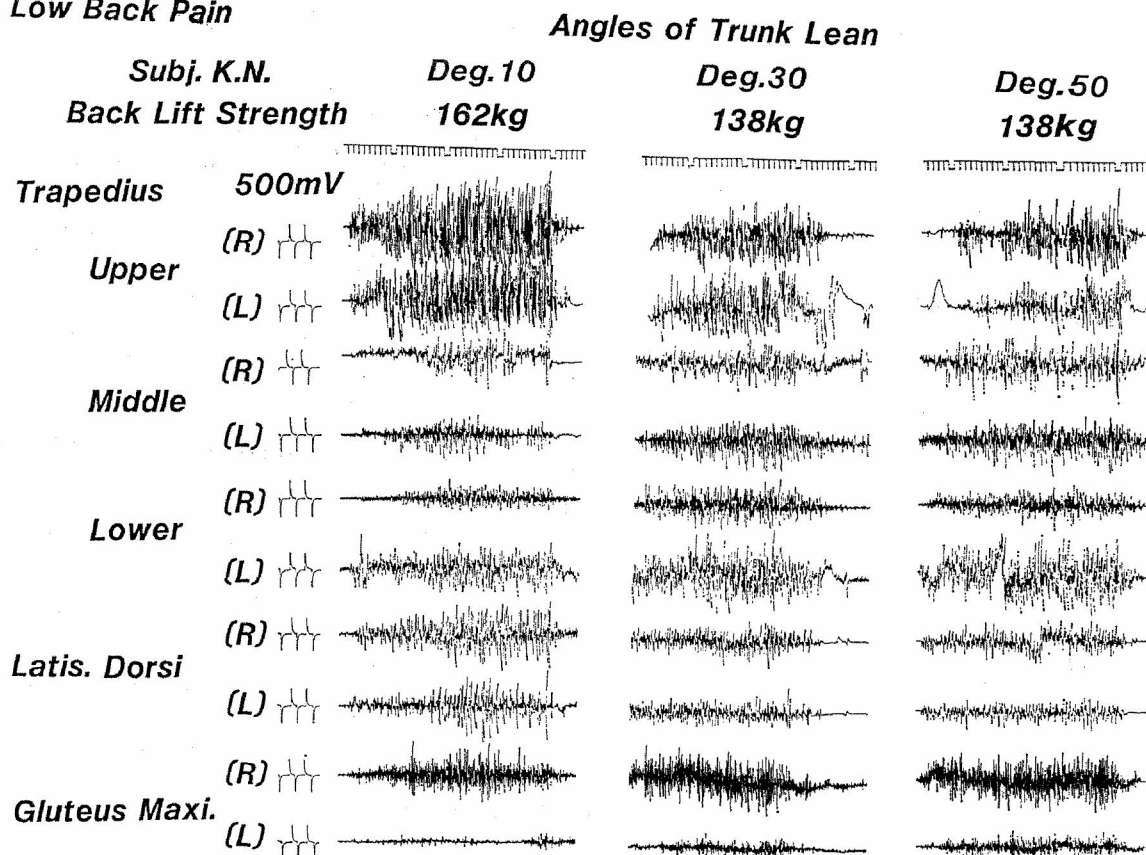 Low Back Pain
Angles of Trunk Lean
Subj. K.N. Deg.10 Deg.30 Deg.50
Back Lift Strength 162kg 138kg 138kg
Trapedius 500mV
(R)
Upper
(L)
(R)
Middle
(L)
(R)
Lower
(L)
(R)
Latis. Dorsi
(L)
(R)
Gluteus Maxi.
(L)